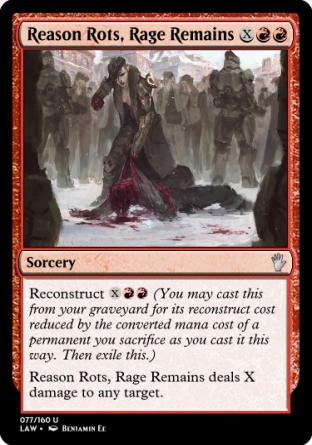 Reason Rots, Rage Remains X
Sorcery
Reconstruct X (You may cast this
from your graveyard for its reconstruct cost
reduced by the converted mana cost of a
permanent you sacrifice as you cast it
this way. Then exile this.)
Reason Rots, Rage Remains deals X
damage to any target.
077/160 U
LAW • Benjamin Ee